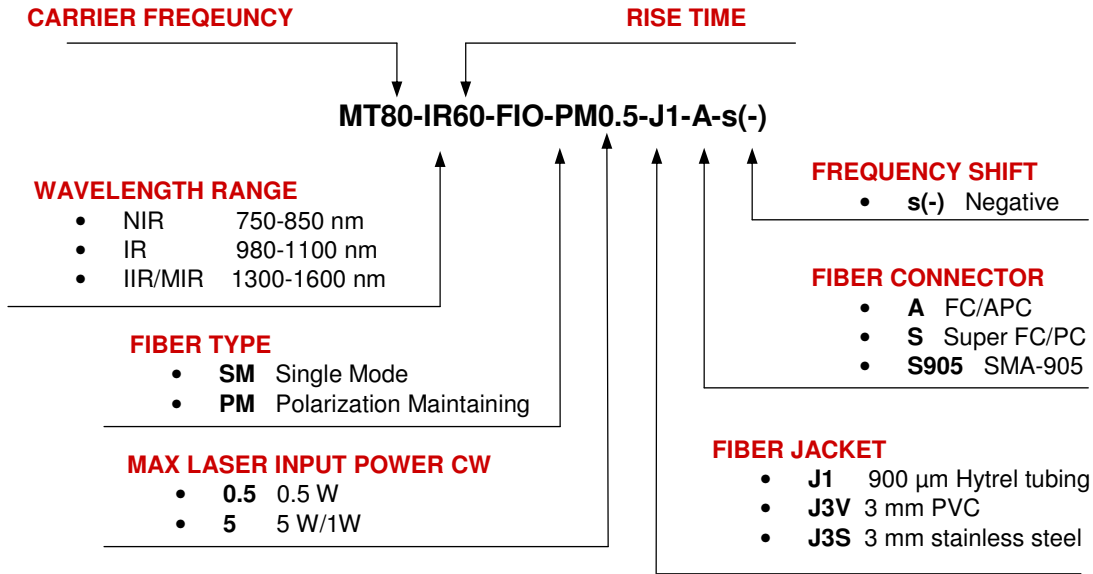 CARRIER FREQEUNCY
RISE TIME
MT80-IR60-FIO-PM0.5-J1-A-s(-)
WAVELENGTH RANGE
• NIR 750-850 nm
• IR 980-1100 nm
• IIR/MIR 1300-1600 nm
FREQUENCY SHIFT
• s(-) Negative
FIBER CONNECTOR
• A FC/APC
• S Super FC/PC
• S905 SMA-905
FIBER TYPE
• SM Single Mode
• PM Polarization Maintaining
MAX LASER INPUT POWER CW
• 0.5 0.5 W
• 5 5 W/1W
FIBER JACKET
• J1 900 µm Hytrel tubing
• J3V 3 mm PVC
• J3S 3 mm stainless steel